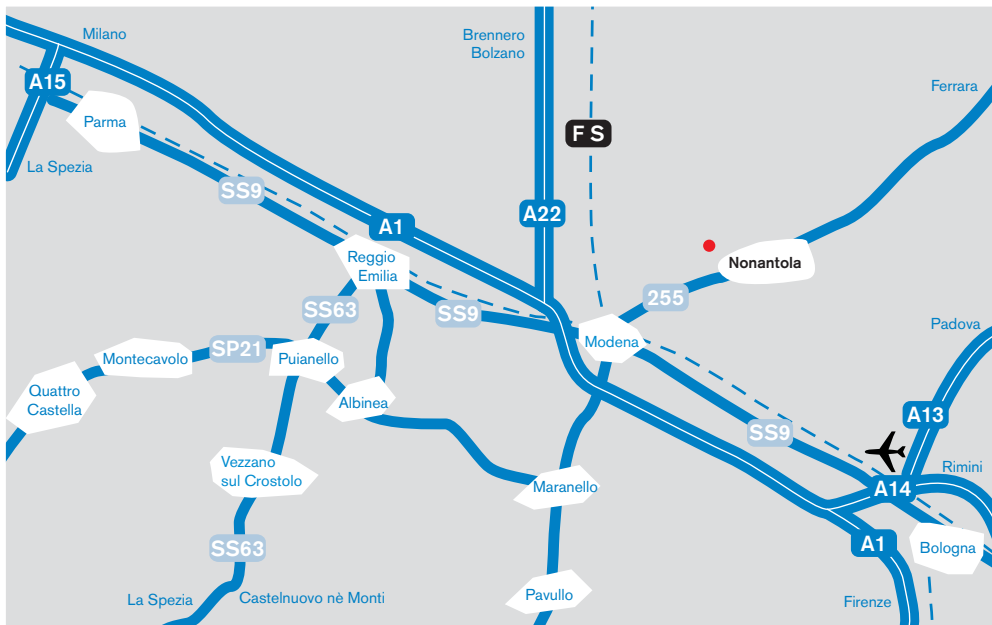 Milano
Brennero
Bolzano
A15
Ferrara
Parma
F S
La Spezia
SS9
A22
A1
Reggio
Emilia
Nonantola
255
SS63
SS9
Padova
Modena
SP21
Montecavolo
Puianello
Quattro
Castella
Albinea
A13
SS9
Vezzano
sul Crostolo
Rimini
Maranello
A14
SS63
A1
Bologna
La Spezia
Castelnuovo nè Monti
Pavullo
Firenze